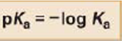 pKₐ = −log Kₐ